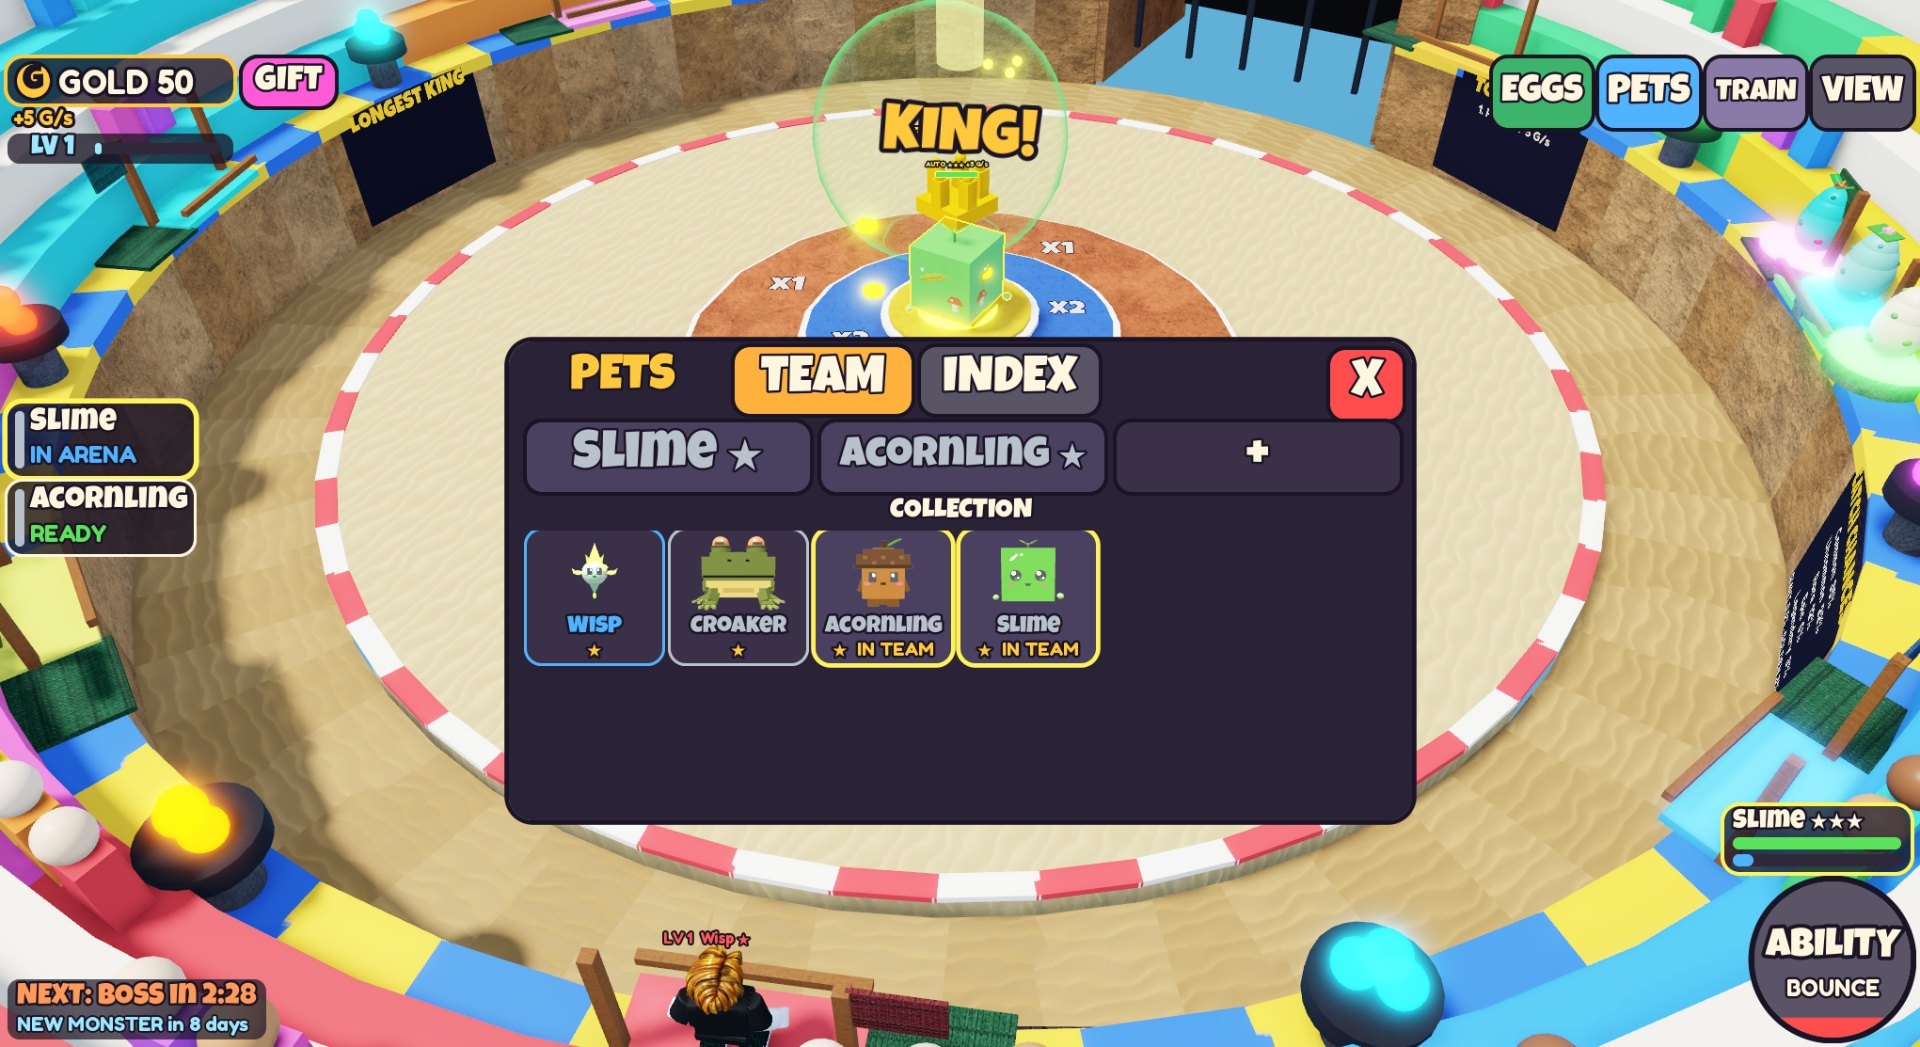 GOLD 50
GIFT
+5 G/s
LV 1
LONGEST KING
KING!
EGGS
PETS
TRAIN
VIEW
X1
X1
X2
PETS
TEAM
INDEX
X
SLIME ★
ACORNLING ★
+
COLLECTION
WISP
★
CROAKER
★
ACORNLING
★ IN TEAM
SLIME
★ IN TEAM
SLIME
IN ARENA
ACORNLING
READY
SLIME ★★★
ABILITY
BOUNCE
LV1 Wisp ★
NEXT: BOSS in 2:28
NEW MONSTER in 8 days